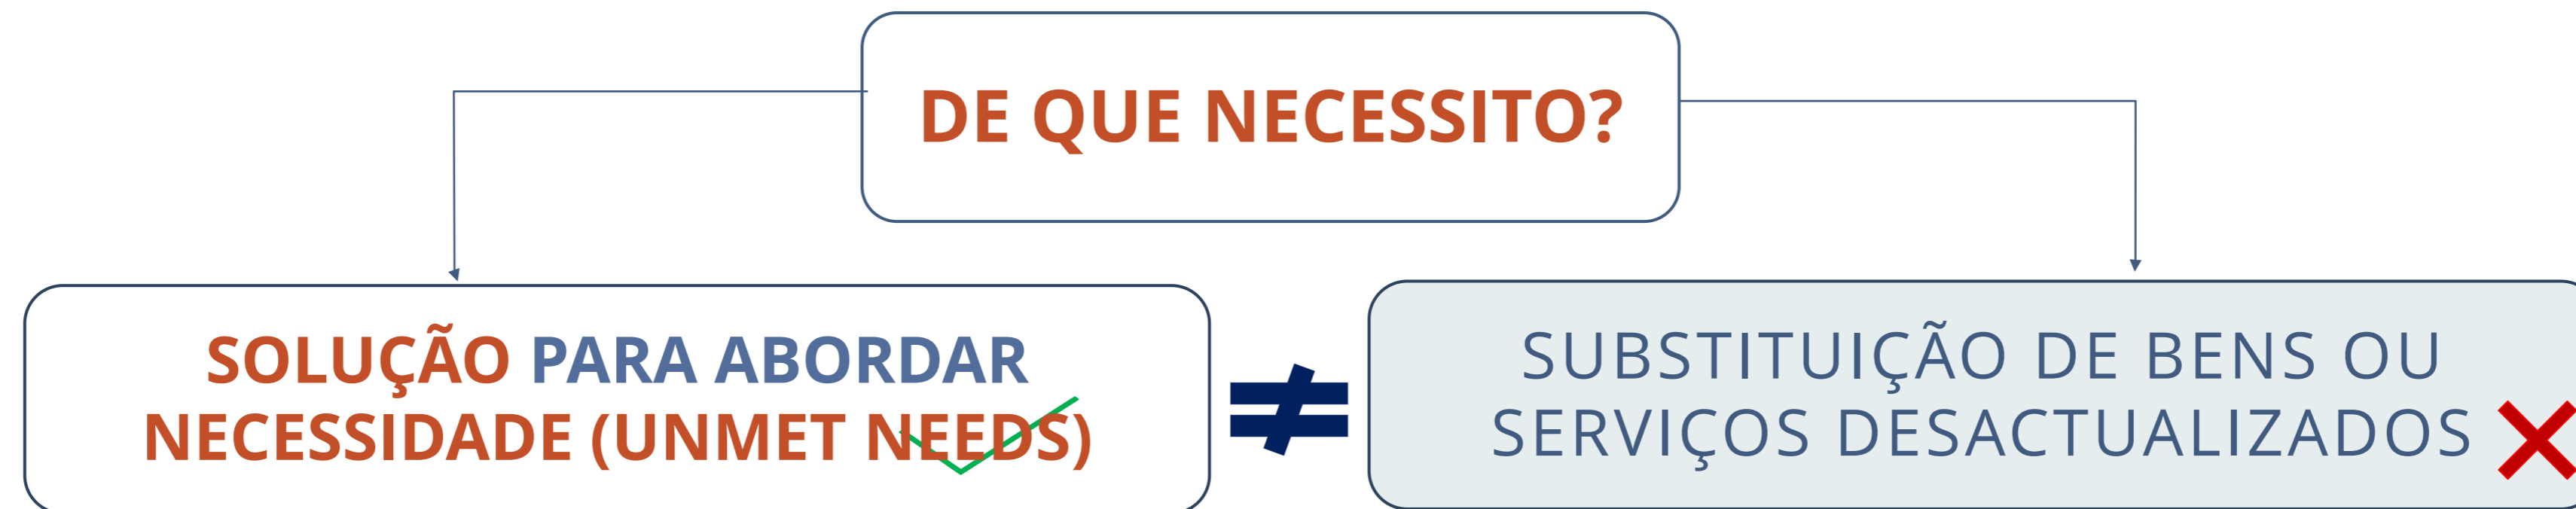 DE QUE NECESSITO?
SOLUÇÃO PARA ABORDAR
NECESSIDADE (UNMET NEEDS)
≠
SUBSTITUIÇÃO DE BENS OU
SERVIÇOS DESACTUALIZADOS